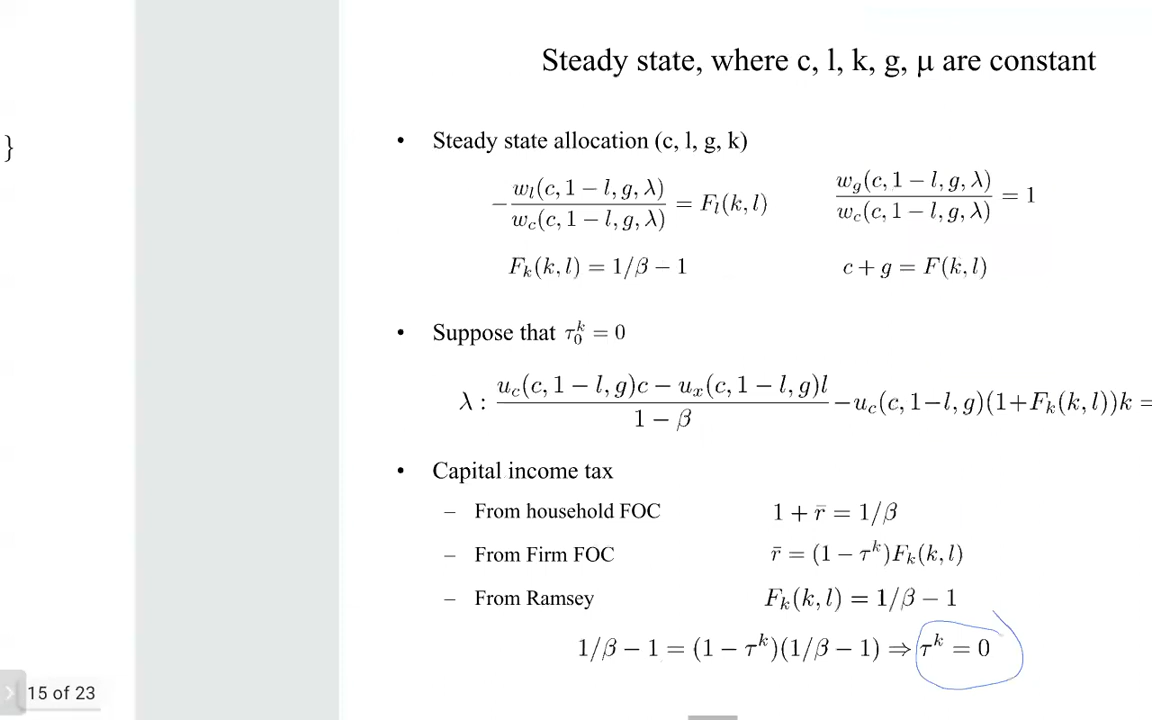 Steady state, where c, l, k, g, μ are constant
}
• Steady state allocation (c, l, g, k)
−\frac{w_l(c, 1 − l, g, λ)}{w_c(c, 1 − l, g, λ)} = F_l(k, l) \frac{w_g(c, 1 − l, g, λ)}{w_c(c, 1 − l, g, λ)} = 1
F_k(k, l) = 1/β − 1 c + g = F(k, l)
• Suppose that τ_0^k = 0
λ : \frac{u_c(c, 1 − l, g)c − u_x(c, 1 − l, g)l}{1 − β} −u_c(c, 1−l, g)(1+F_k(k, l))k =
• Capital income tax
– From household FOC 1 + r̄ = 1/β
– From Firm FOC r̄ = (1 − τ^k)F_k(k, l)
– From Ramsey F_k(k, l) = 1/β − 1
1/β − 1 = (1 − τ^k)(1/β − 1) ⇒ τ^k = 0
15 of 23